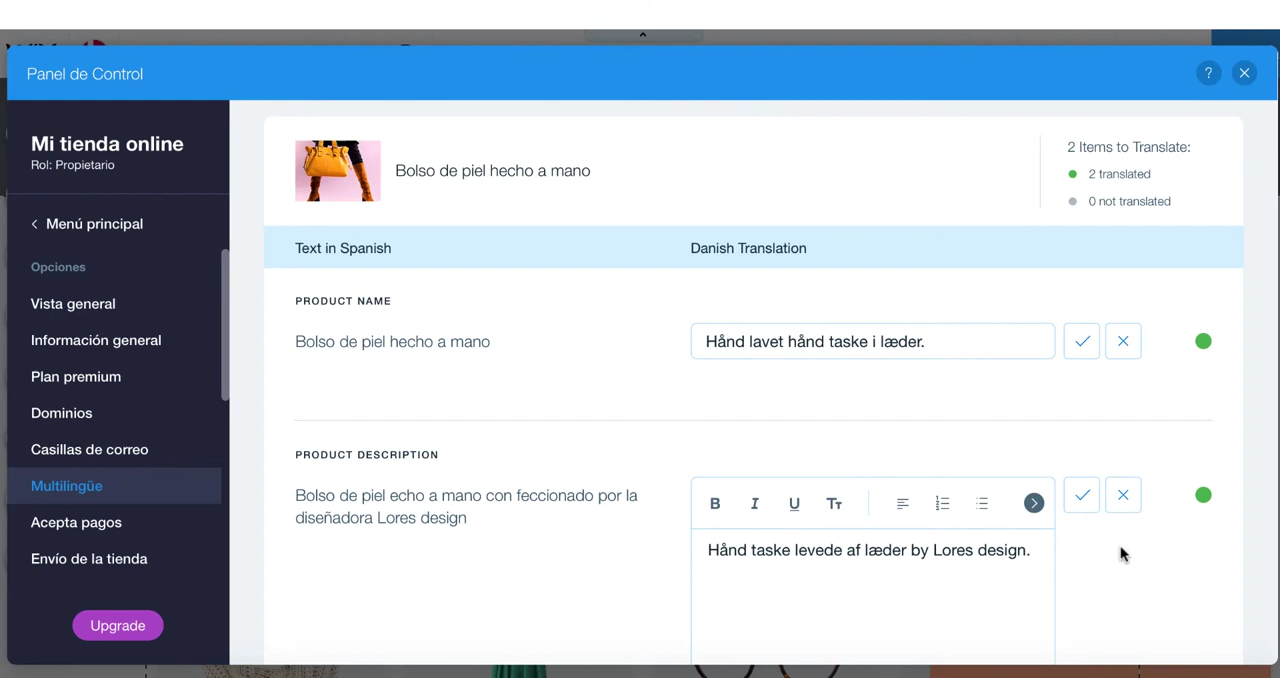 Panel de Control
?
Mi tienda online
Rol: Propietario
Menú principal
Opciones
Vista general
Información general
Plan premium
Dominios
Casillas de correo
Multilingüe
Acepta pagos
Envío de la tienda
Upgrade
Bolso de piel hecho a mano
2 Items to Translate:
2 translated
0 not translated
Text in Spanish
Danish Translation
PRODUCT NAME
Bolso de piel hecho a mano
Hånd lavet hånd taske i læder.
PRODUCT DESCRIPTION
Bolso de piel echo a mano con feccionado por la
diseñadora Lores design
B I U TT
Hånd taske levede af læder by Lores design.